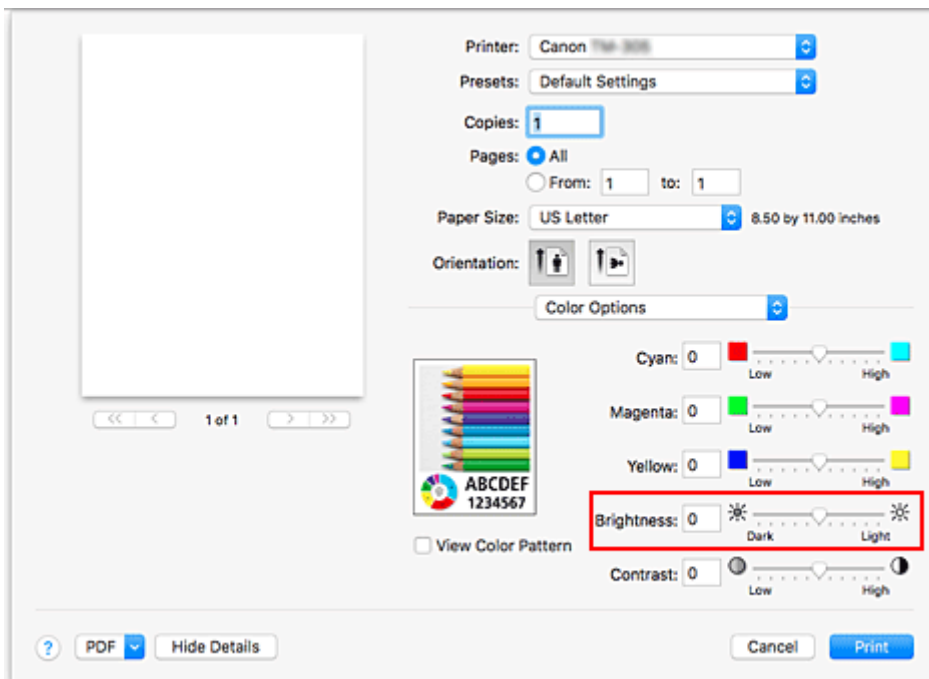 Printer: Canon
Presets: Default Settings
Copies: 1
Pages: All
From: 1 to: 1
Paper Size: US Letter 8.50 by 11.00 inches
Orientation:
Color Options
<< < 1 of 1 > >>
Cyan: 0
Low High
Magenta: 0
Low High
Yellow: 0
Low High
ABCDEF
1234567
Brightness: 0
Dark Light
View Color Pattern
Contrast: 0
Low High
? PDF Hide Details Cancel Print